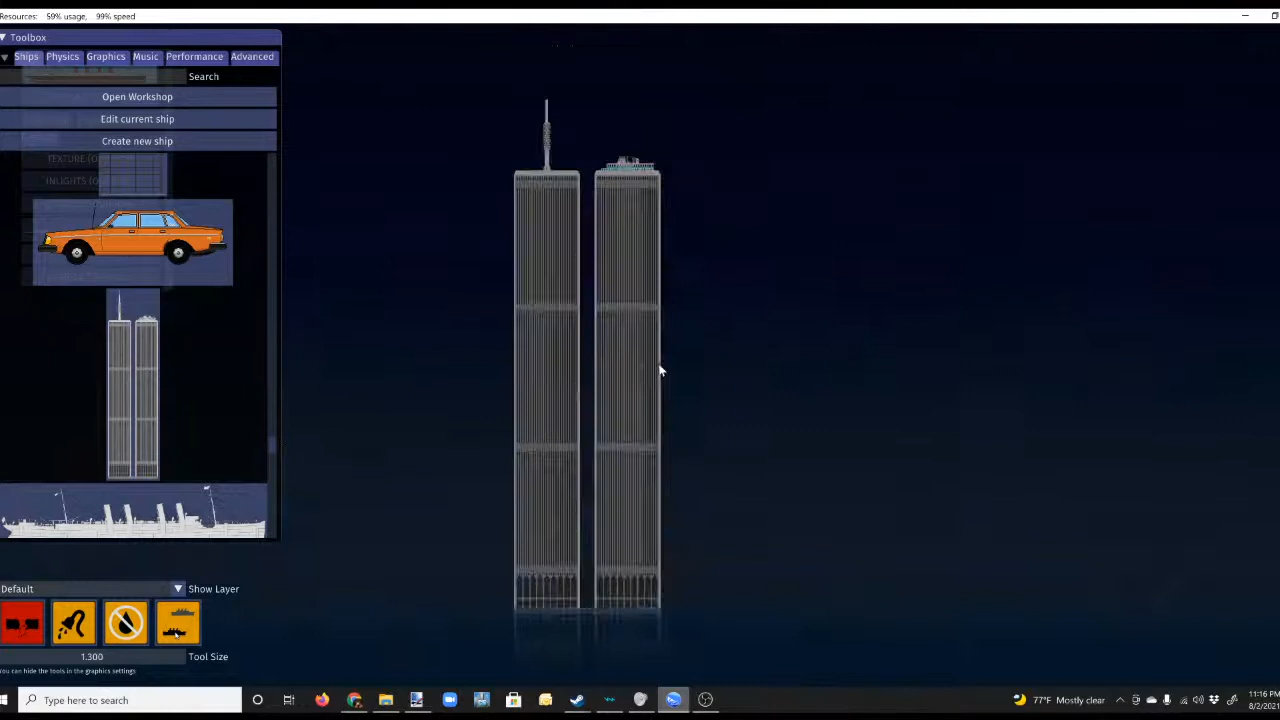 Resources: 59% usage, 99% speed
Toolbox
Ships Physics Graphics Music Performance Advanced
Search
Open Workshop
Edit current ship
Create new ship
TEXTURE (O
Default
Show Layer
1.300
Tool Size
You can hide the tools in the graphics settings
Type here to search
77°F Mostly clear
11:16 PM
8/2/2021